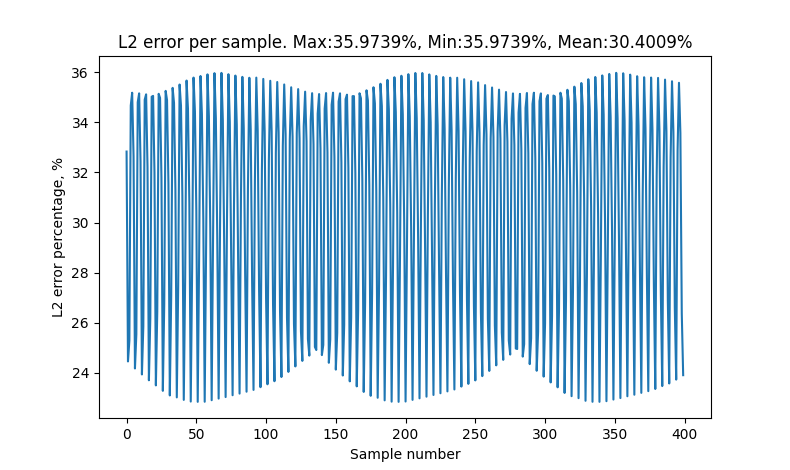 L2 error per sample. Max:35.9739%, Min:35.9739%, Mean:30.4009%
36
34
32
30
28
26
24
L2 error percentage, %
0 50 100 150 200 250 300 350 400
Sample number